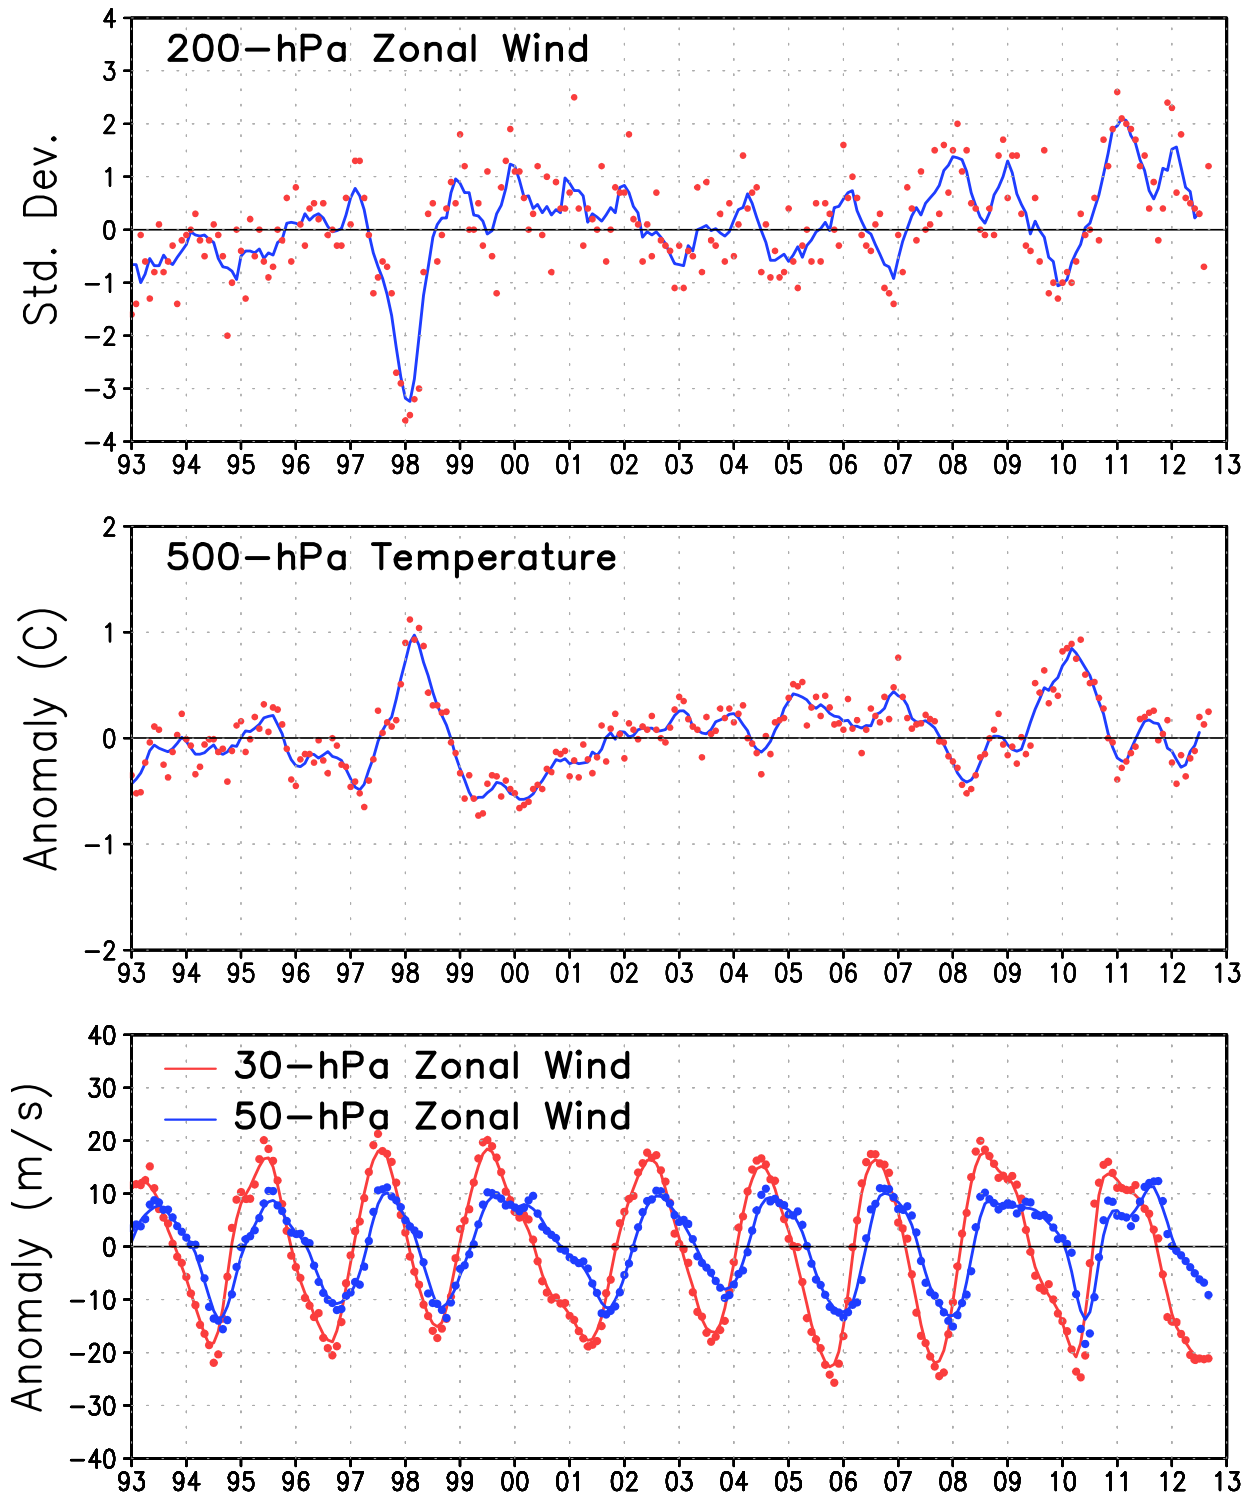 200-hPa Zonal Wind
Std. Dev.
4
3
2
1
0
-1
-2
-3
-4
93 94 95 96 97 98 99 00 01 02 03 04 05 06 07 08 09 10 11 12 13
500-hPa Temperature
Anomaly (C)
2
1
0
-1
-2
93 94 95 96 97 98 99 00 01 02 03 04 05 06 07 08 09 10 11 12 13
30-hPa Zonal Wind
50-hPa Zonal Wind
Anomaly (m/s)
40
30
20
10
0
-10
-20
-30
-40
93 94 95 96 97 98 99 00 01 02 03 04 05 06 07 08 09 10 11 12 13